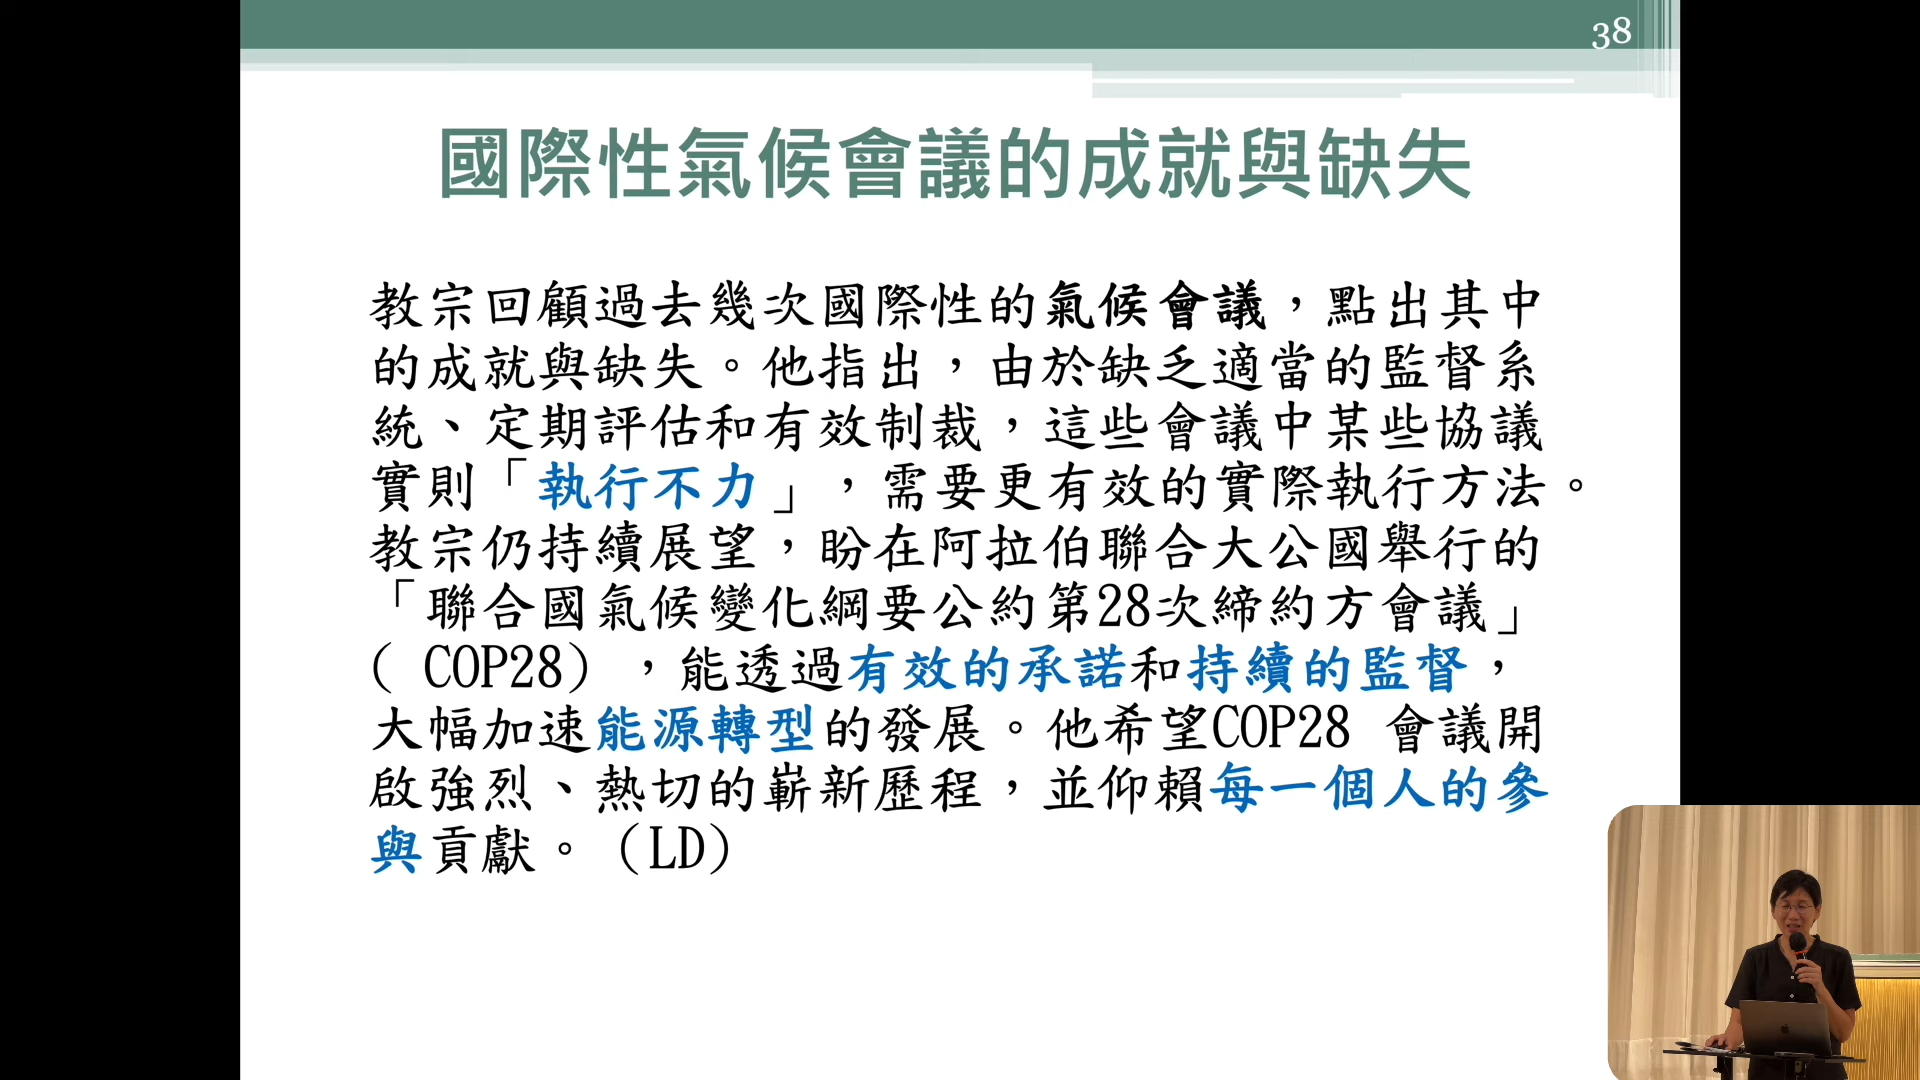 38
國際性氣候會議的成就與缺失
教宗回顧過去幾次國際性的氣候會議，點出其中
的成就與缺失。他指出，由於缺乏適當的監督系
統、定期評估和有效制裁，這些會議中某些協議
實則「執行不力」，需要更有效的實際執行方法。
教宗仍持續展望，盼在阿拉伯聯合大公國舉行的
「聯合國氣候變化綱要公約第28次締約方會議」
( COP28) ，能透過有效的承諾和持續的監督，
大幅加速能源轉型的發展。他希望COP28 會議開
啟強烈、熱切的嶄新歷程，並仰賴每一個人的參
與貢獻。（LD）